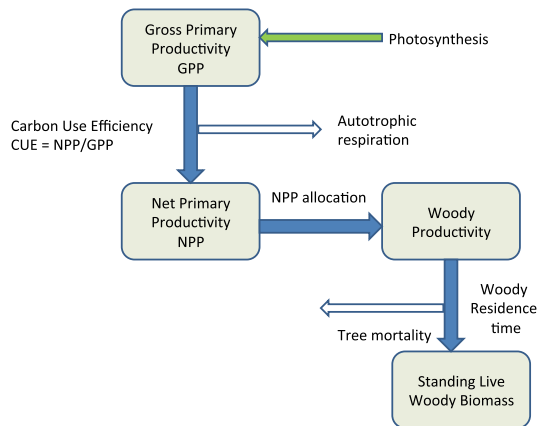 Gross Primary
Productivity
GPP
Photosynthesis
Carbon Use Efficiency
CUE = NPP/GPP
Autotrophic
respiration
Net Primary
Productivity
NPP
NPP allocation
Woody
Productivity
Woody
Residence
time
Tree mortality
Standing Live
Woody Biomass